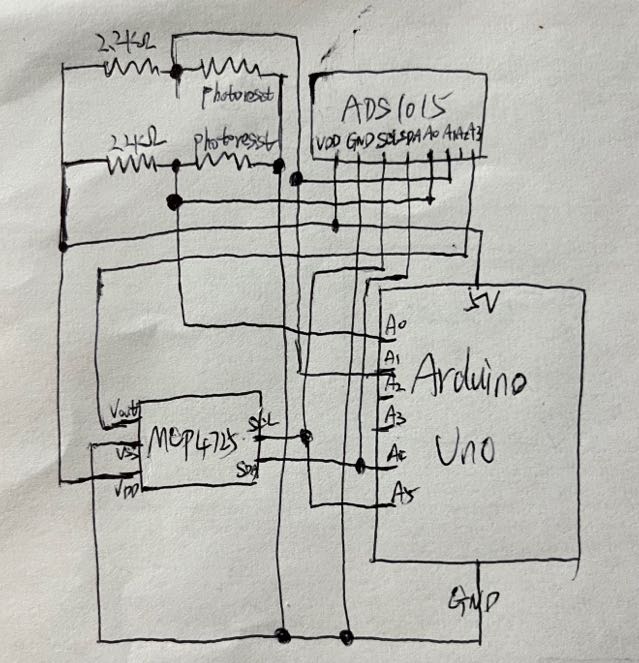 2.2KΩ
photoresst
2.2KΩ
photoresst
ADS1015
VDD GND SCL SDA A0 A1 A2 A3
5V
A0
A1
Arduino
A2
A3
Uno
A4
A5
GND
Vout
MCP4725
SCL
VSS
SDA
VDD